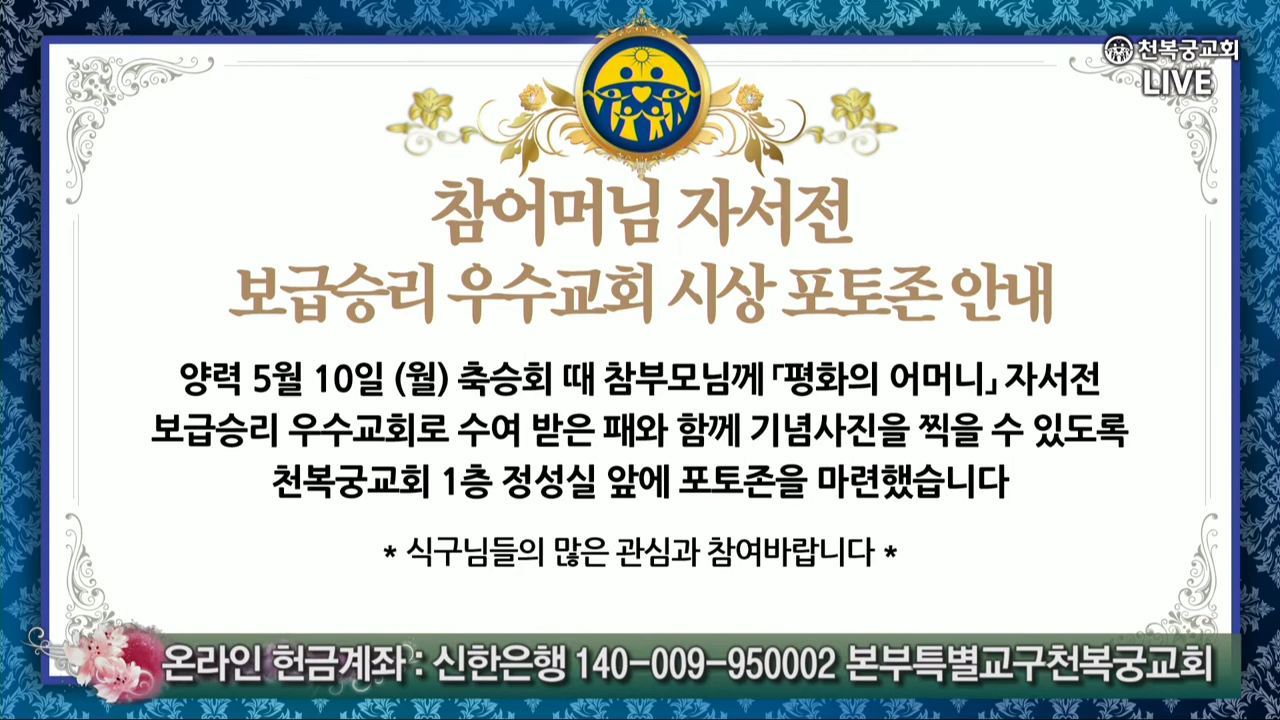 천복궁교회
LIVE
참어머님 자서전
보급승리 우수교회 시상 포토존 안내
양력 5월 10일 (월) 축승회 때 참부모님께 「평화의 어머니」 자서전
보급승리 우수교회로 수여 받은 패와 함께 기념사진을 찍을 수 있도록
천복궁교회 1층 정성실 앞에 포토존을 마련했습니다
* 식구님들의 많은 관심과 참여바랍니다 *
온라인 헌금계좌 : 신한은행 140-009-950002 본부특별교구천복궁교회